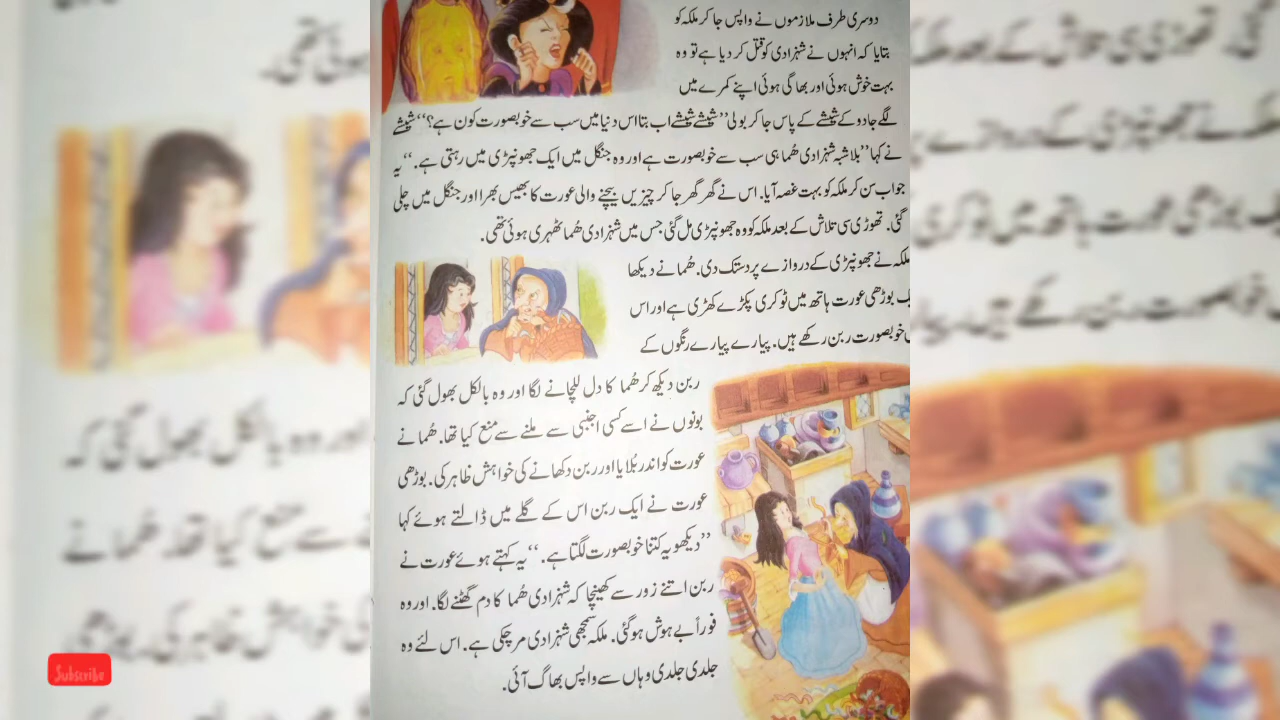 دوسری طرف ملازموں نے واپس جا کر ملکہ کو
بتایا کہ انہوں نے شہزادی کو قتل کر دیا ہے تو وہ
بہت خوش ہوئی اور بھاگی ہوئی اپنے کمرے میں
لگے جادو کے شیشے کے پاس جا کر بولی ”شیشے شیشے اب بتا اس دنیا میں سب سے خوبصورت کون ہے؟“ شیشے
نے کہا ”بلاشبہ شہزادی ھُما ہی سب سے خوبصورت ہے اور وہ جنگل میں ایک جھونپڑی میں رہتی ہے۔“ یہ
جواب سن کر ملکہ کو بہت غصہ آیا۔ اس نے گھر گھر جا کر چیزیں بیچنے والی عورت کا بھیس بھرا اور جنگل میں چلی
گئی۔ تھوڑی سی تلاش کے بعد ملکہ کو وہ جھونپڑی مل گئی جس میں شہزادی ھُما ٹھہری ہوئی تھی۔
ملکہ نے جھونپڑی کے دروازے پر دستک دی۔ ھُما نے دیکھا
بوڑھی عورت ہاتھ میں ٹوکری پکڑے کھڑی ہے اور اس
خوبصورت ربن رکھے ہیں۔ پیارے پیارے رنگوں کے
ربن دیکھ کر ھُما کا دل للچانے لگا اور وہ بالکل بھول گئی کہ
بونوں نے اسے کسی اجنبی سے ملنے سے منع کیا تھا۔ ھُما نے
عورت کو اندر بُلایا اور ربن دکھانے کی خواہش ظاہر کی۔ بوڑھی
عورت نے ایک ربن اس کے گلے میں ڈالتے ہوئے کہا
”دیکھو یہ کتنا خوبصورت لگتا ہے۔“ یہ کہتے ہوئے عورت نے
ربن اتنے زور سے کھینچا کہ شہزادی ھُما کا دم گھٹنے لگا۔ اور وہ
فوراً بے ہوش ہو گئی۔ ملکہ سمجھی شہزادی مر چکی ہے۔ اس لئے وہ
جلدی جلدی وہاں سے واپس بھاگ آئی۔
Subscribe